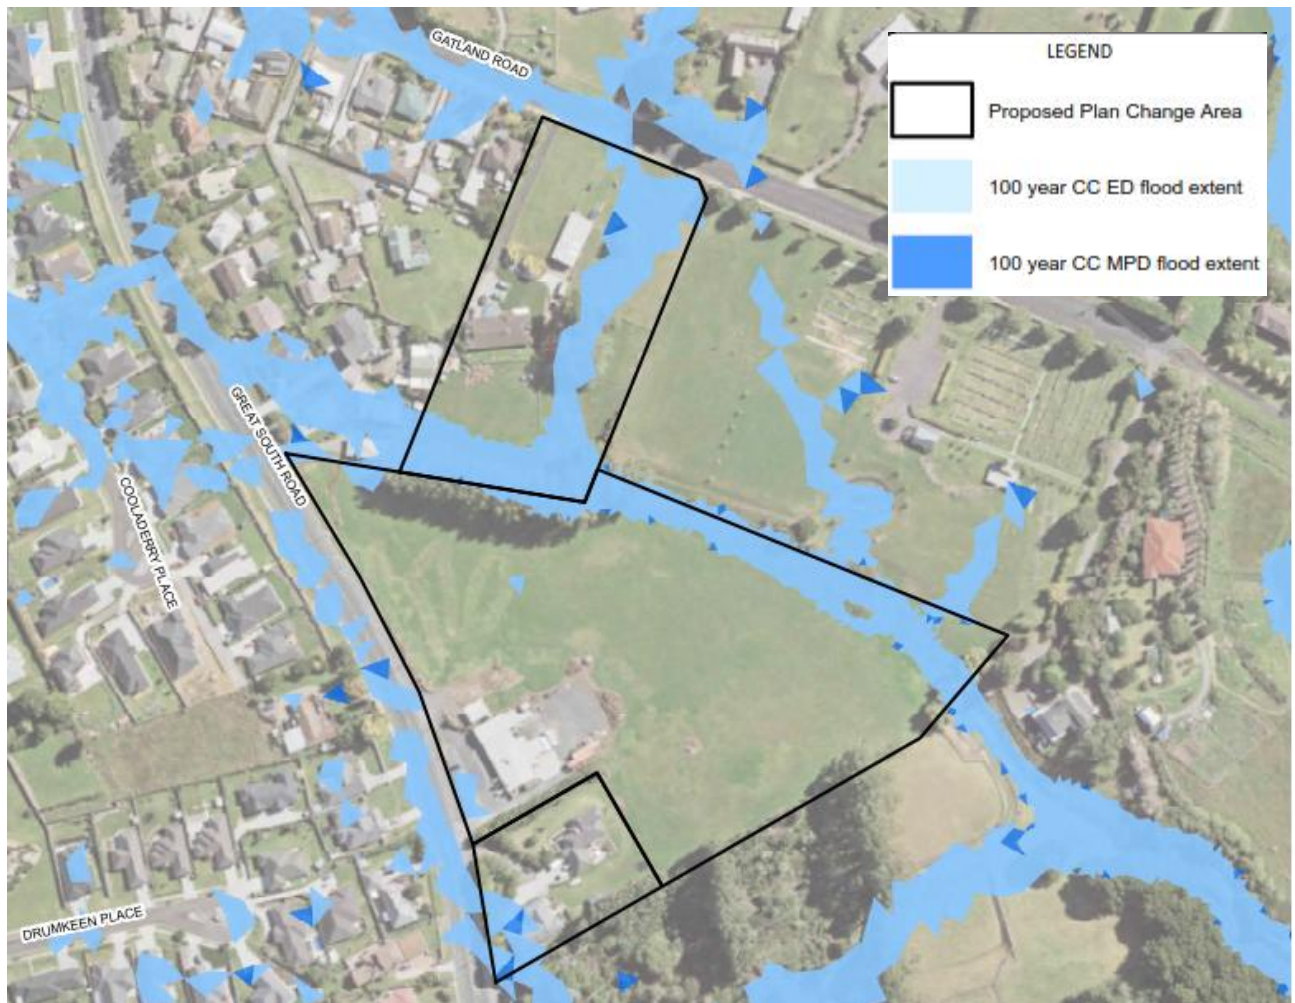 GATLAND ROAD
LEGEND
Proposed Plan Change Area
100 year CC ED flood extent
100 year CC MPD flood extent
GREAT SOUTH ROAD
COOLADERRY PLACE
DRUMKEEN PLACE